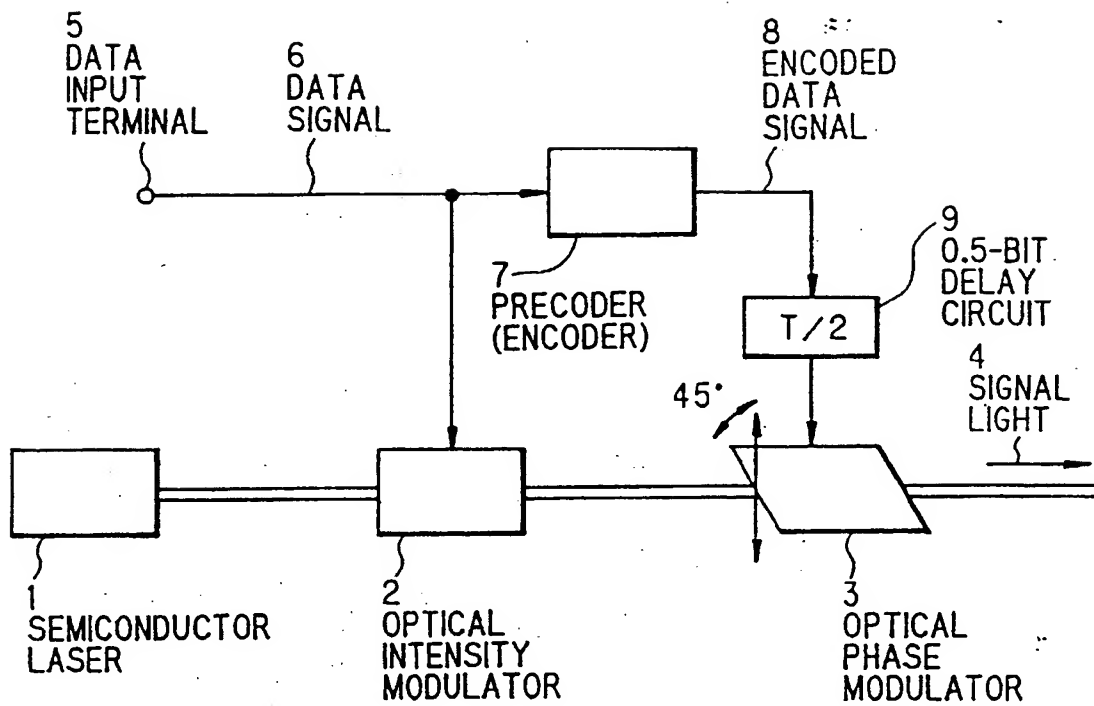 5
DATA
INPUT
TERMINAL
6
DATA
SIGNAL
8
ENCODED
DATA
SIGNAL
7
PRECODER
(ENCODER)
9
0.5-BIT
DELAY
CIRCUIT
T/2
45°
4
SIGNAL
LIGHT
1
SEMICONDUCTOR
LASER
2
OPTICAL
INTENSITY
MODULATOR
3
OPTICAL
PHASE
MODULATOR